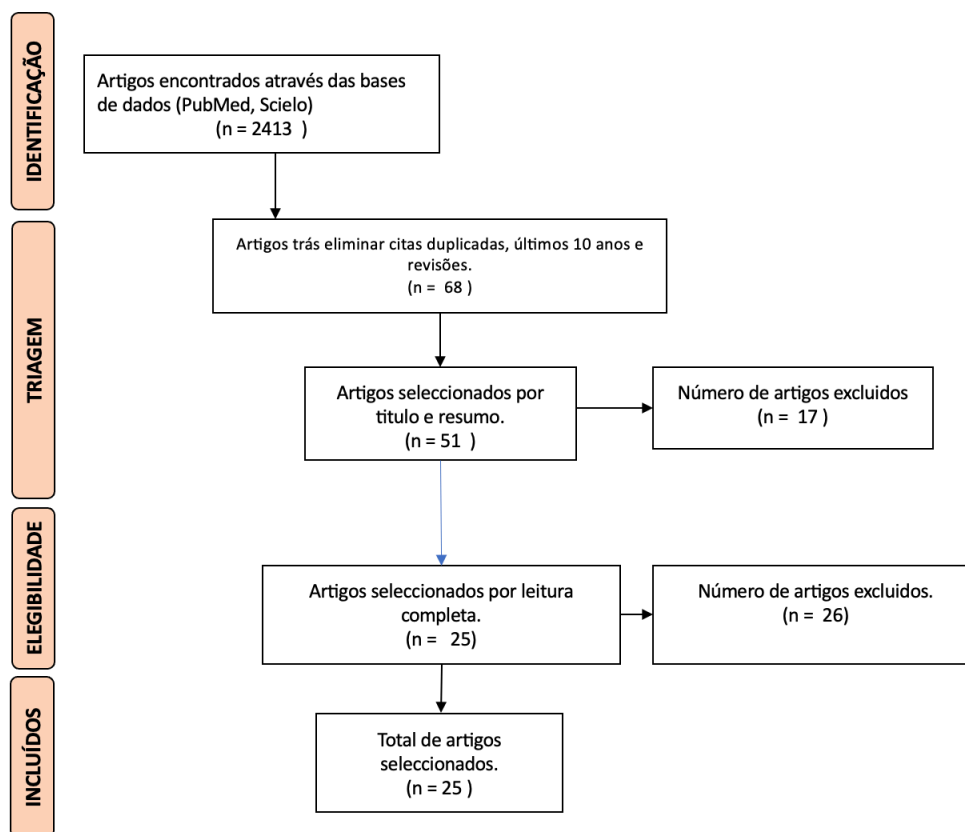 IDENTIFICAÇÃO
Artigos encontrados através das bases
de dados (PubMed, Scielo)
(n = 2413 )
TRIAGEM
Artigos trás eliminar citas duplicadas, últimos 10 anos e
revisões.
(n = 68 )
Artigos seleccionados por
titulo e resumo.
(n = 51 )
Número de artigos excluidos
(n = 17 )
ELEGIBILIDADE
Artigos seleccionados por leitura
completa.
(n = 25)
Número de artigos excluidos.
(n = 26)
INCLUÍDOS
Total de artigos
seleccionados.
(n = 25 )